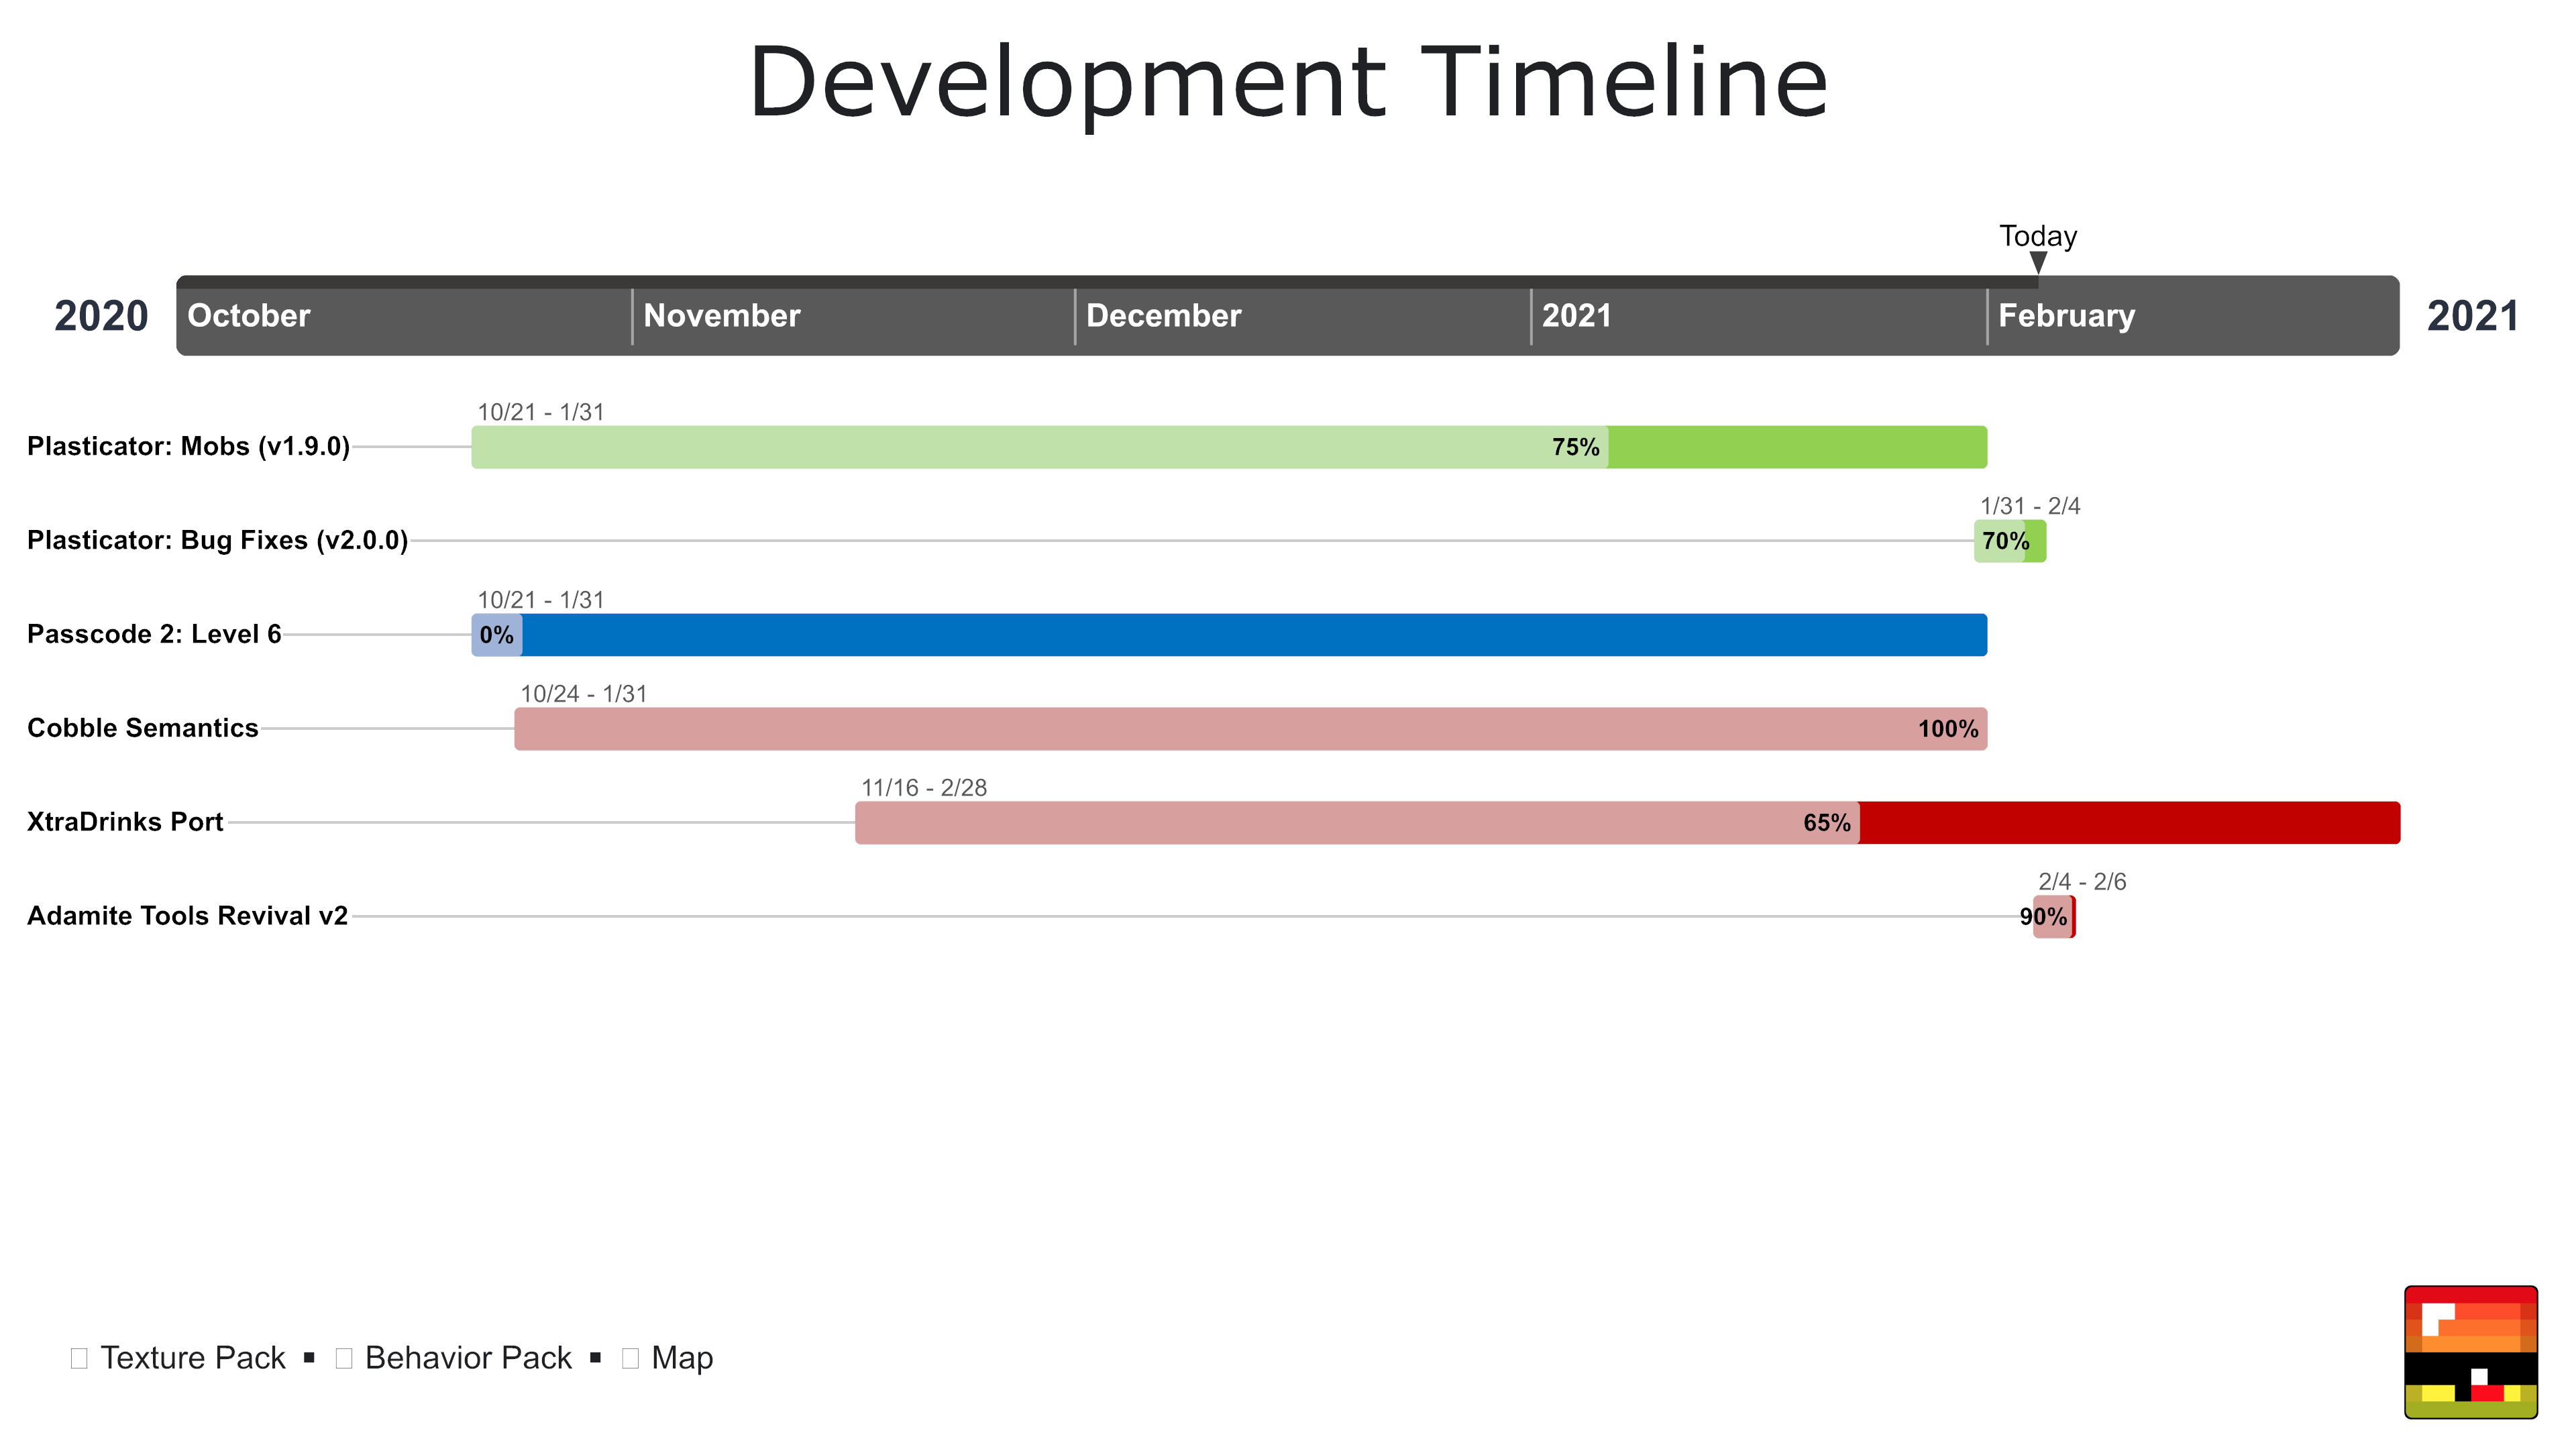 Development Timeline
Today
2020 October November December 2021 February 2021
10/21 - 1/31
Plasticator: Mobs (v1.9.0) 75%
1/31 - 2/4
Plasticator: Bug Fixes (v2.0.0) 70%
10/21 - 1/31
Passcode 2: Level 6 0%
10/24 - 1/31
Cobble Semantics 100%
11/16 - 2/28
XtraDrinks Port 65%
2/4 - 2/6
Adamite Tools Revival v2 90%
Texture Pack ▪ Behavior Pack ▪ Map